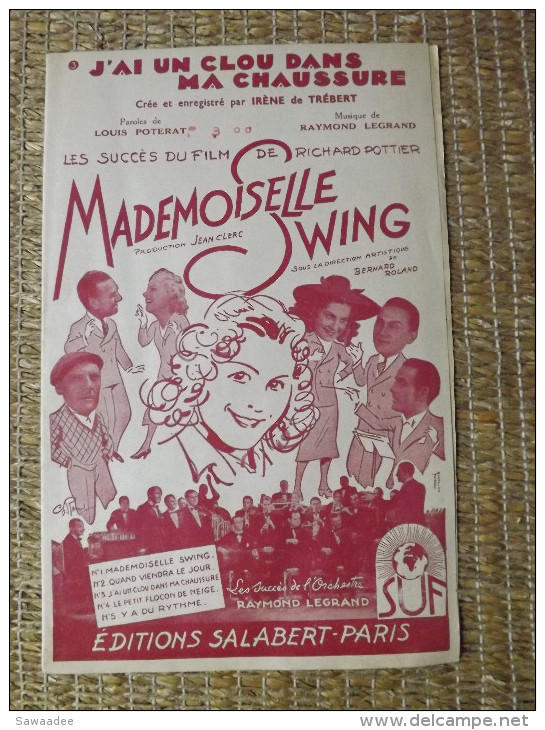 ③ J'AI UN CLOU DANS
MA CHAUSSURE
Crée et enregistré par IRÈNE de TRÉBERT
Paroles de
LOUIS POTERAT
Musique de
RAYMOND LEGRAND
3 00
LES SUCCÈS DU FILM DE RICHARD POTTIER
MADEMOISELLE
SWING
PRODUCTION JEAN CLERC
SOUS LA DIRECTION ARTISTIQUE
DE
BERNARD
ROLAND
N°1 MADEMOISELLE SWING.
N°2 QUAND VIENDRA LE JOUR.
N°3 J'AI UN CLOU DANS MA CHAUSSURE
N°4 LE PETIT FLOCON DE NEIGE.
N°5 Y A DU RYTHME.
Les Succès de l'Orchestre
RAYMOND LEGRAND
SUF
ÉDITIONS SALABERT-PARIS
Sawaadee
www.delcampe.net